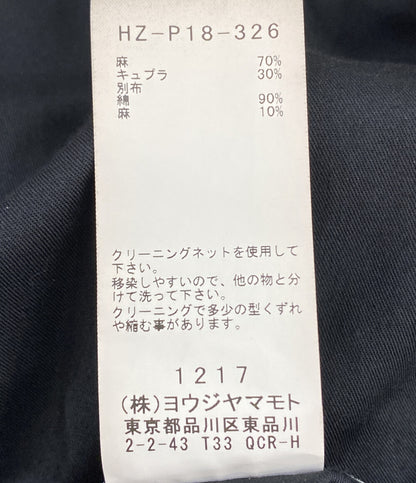 HZ-P18-326
麻 70%
キュプラ 30%
別布
綿 90%
麻 10%
クリーニングネットを使用して
下さい。
移染しやすいので、他の物と分
けて洗って下さい。
クリーニングで多少の型くずれ
や縮む事があります。
1217
(株)ヨウジヤマモト
東京都品川区東品川
2-2-43 T33 QCR-H